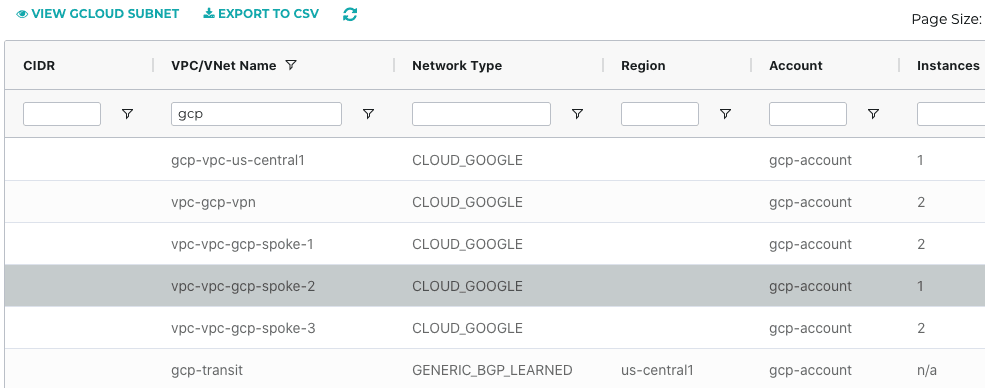 VIEW GCLOUD SUBNET EXPORT TO CSV
Page Size:
CIDR VPC/VNet Name Network Type Region Account Instances
gcp
gcp-vpc-us-central1 CLOUD_GOOGLE gcp-account 1
vpc-gcp-vpn CLOUD_GOOGLE gcp-account 2
vpc-vpc-gcp-spoke-1 CLOUD_GOOGLE gcp-account 2
vpc-vpc-gcp-spoke-2 CLOUD_GOOGLE gcp-account 1
vpc-vpc-gcp-spoke-3 CLOUD_GOOGLE gcp-account 2
gcp-transit GENERIC_BGP_LEARNED us-central1 gcp-account n/a